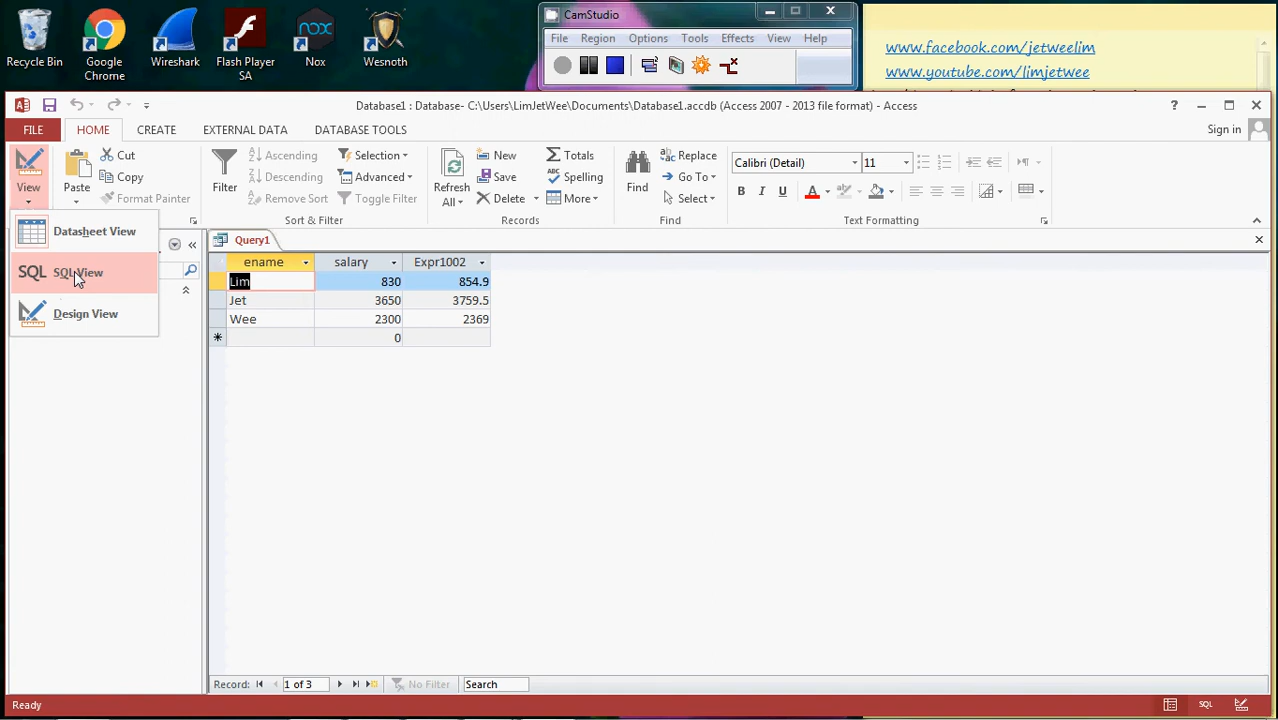 Recycle Bin
Google Chrome
Wireshark
Flash Player SA
Nox
Wesnoth
CamStudio
File Region Options Tools Effects View Help
www.facebook.com/jetweelim
www.youtube.com/limjetwee
Database1 : Database- C:\Users\LimJetWee\Documents\Database1.accdb (Access 2007 - 2013 file format) - Access
FILE HOME CREATE EXTERNAL DATA DATABASE TOOLS
Sign in
View
Paste
Cut
Copy
Format Painter
Filter
Ascending
Descending
Remove Sort
Selection
Advanced
Toggle Filter
Sort & Filter
Refresh All
New
Save
Delete
Totals
Spelling
More
Records
Find
Replace
Go To
Select
Find
Calibri (Detail) 11
B I U A
Text Formatting
Datasheet View
SQL SQL View
Design View
Query1
ename salary Expr1002
Lim 830 854.9
Jet 3650 3759.5
Wee 2300 2369
0
Record: 1 of 3 No Filter Search
Ready
SQL